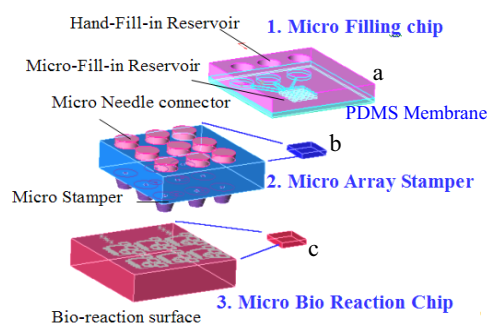 Hand-Fill-in Reservoir
1. Micro Filling chip
Micro-Fill-in Reservoir
a
Micro Needle connector
PDMS Membrane
b
2. Micro Array Stamper
Micro Stamper
c
3. Micro Bio Reaction Chip
Bio-reaction surface